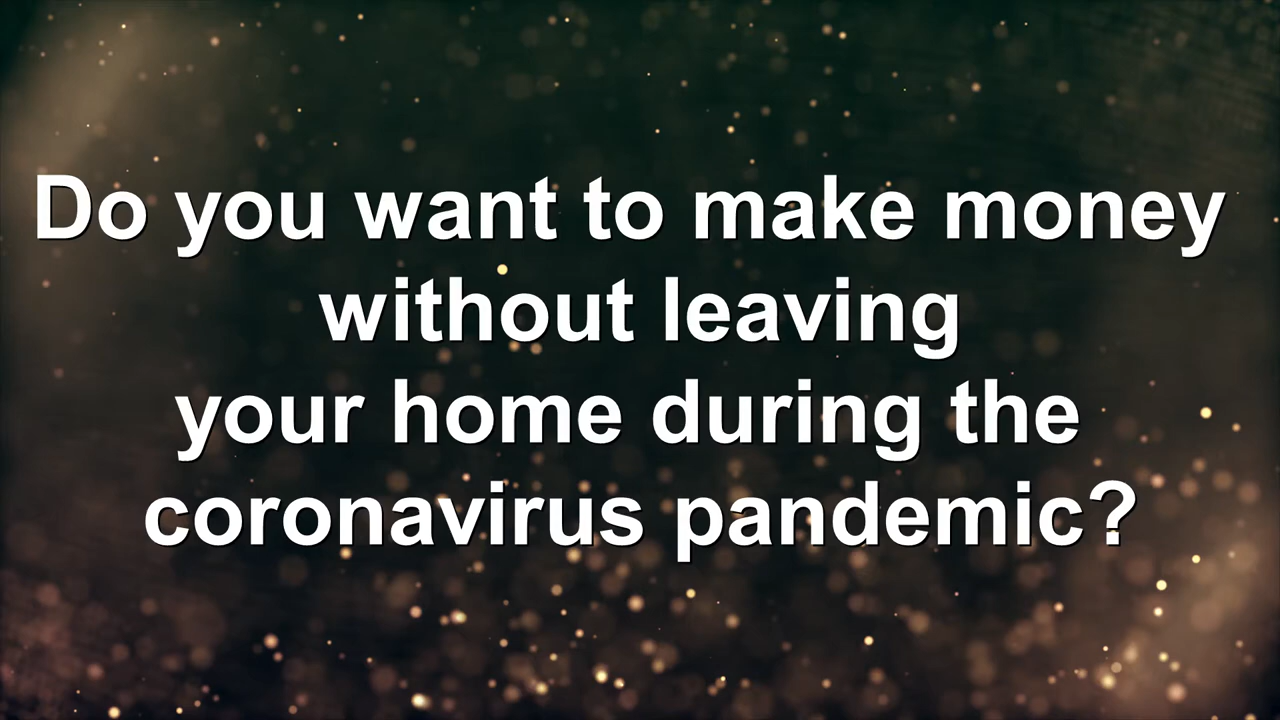 Do you want to make money
without leaving
your home during the
coronavirus pandemic?